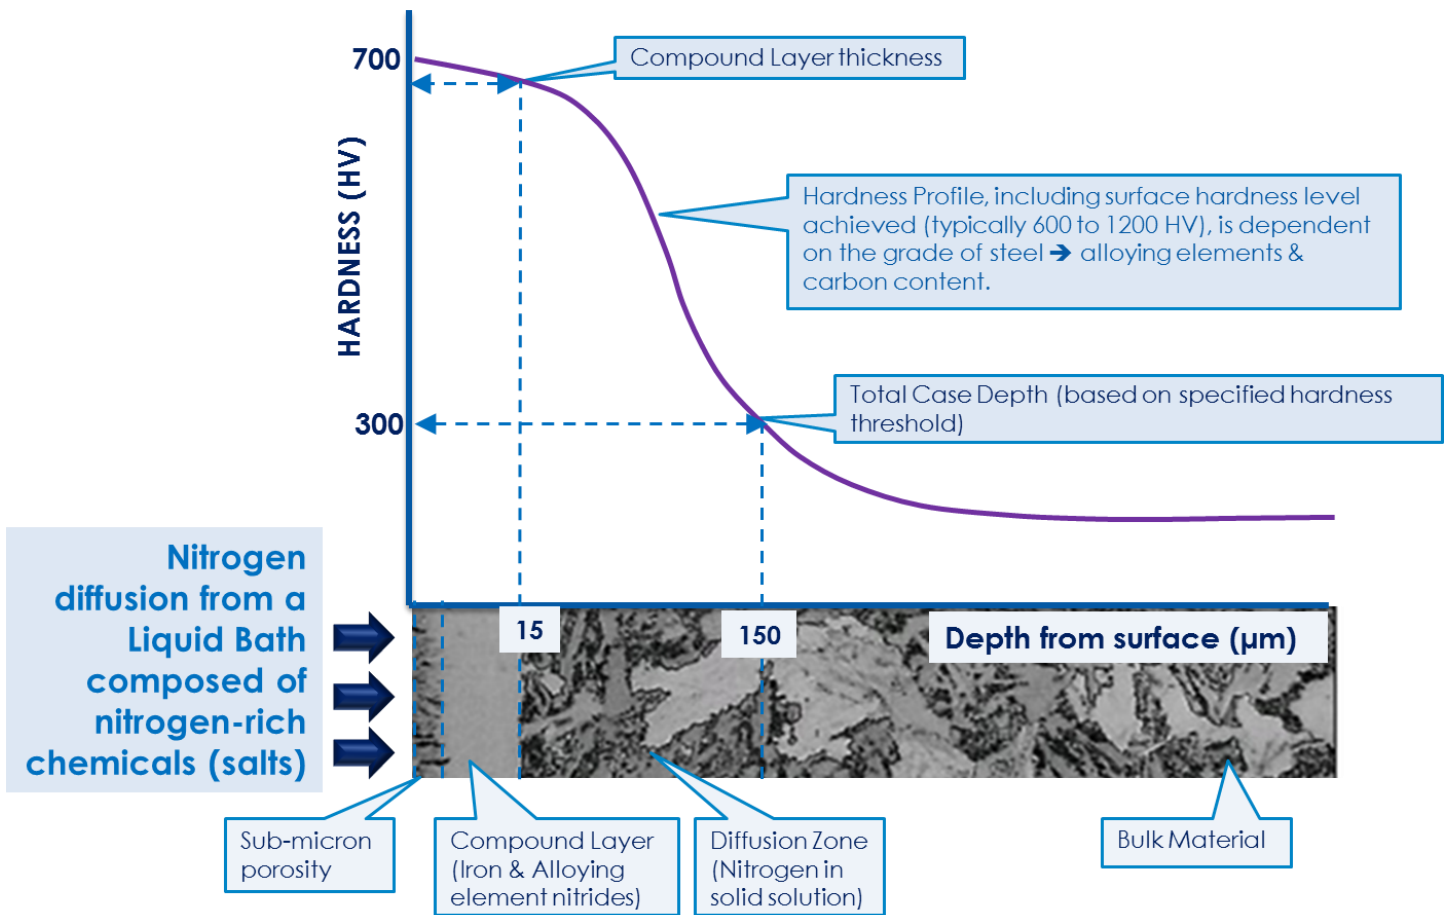 700
Compound Layer thickness
HARDNESS (HV)
Hardness Profile, including surface hardness level
achieved (typically 600 to 1200 HV), is dependent
on the grade of steel ➔ alloying elements &
carbon content.
Total Case Depth (based on specified hardness
threshold)
300
Nitrogen
diffusion from a
Liquid Bath
composed of
nitrogen-rich
chemicals (salts)
15
150
Depth from surface (µm)
Sub-micron
porosity
Compound Layer
(Iron & Alloying
element nitrides)
Diffusion Zone
(Nitrogen in
solid solution)
Bulk Material